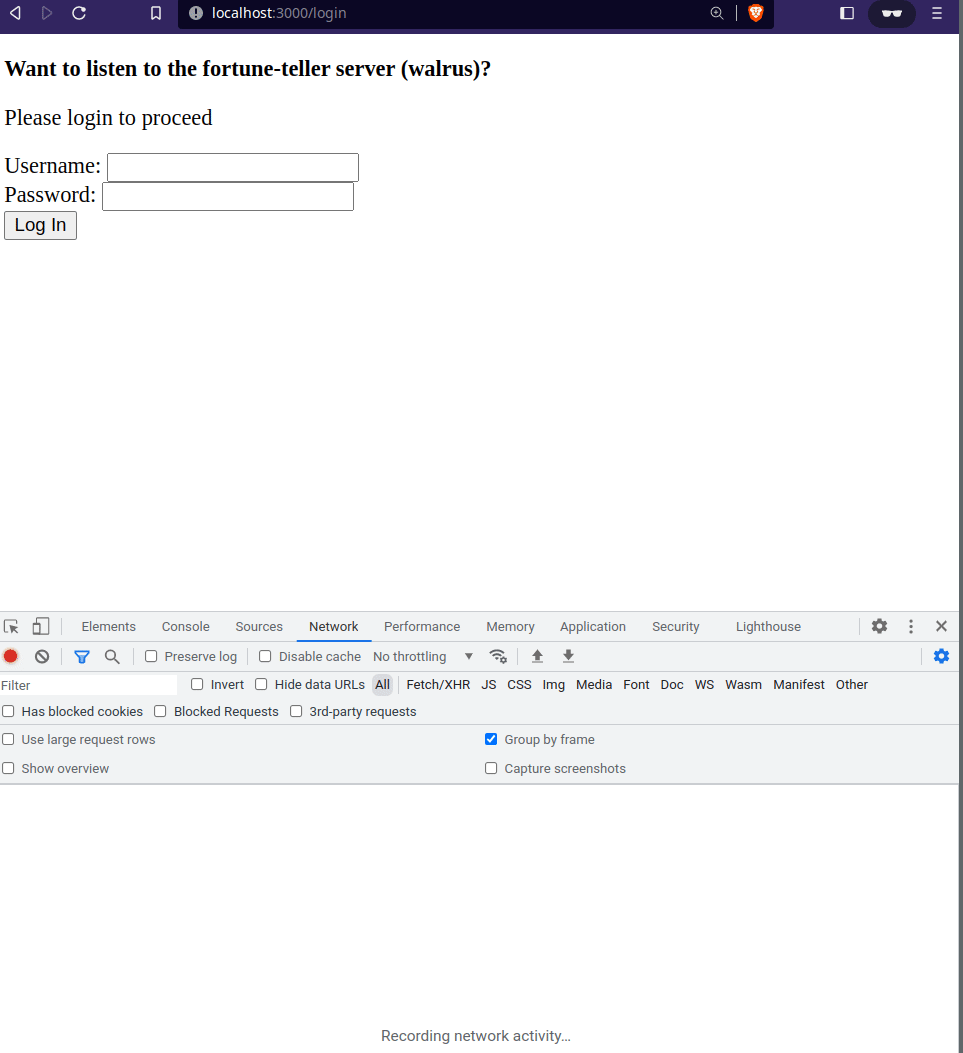 localhost:3000/login
Want to listen to the fortune-teller server (walrus)?
Please login to proceed
Username:
Password:
Log In
Elements Console Sources Network Performance Memory Application Security Lighthouse
Preserve log Disable cache No throttling
Filter Invert Hide data URLs All Fetch/XHR JS CSS Img Media Font Doc WS Wasm Manifest Other
Has blocked cookies Blocked Requests 3rd-party requests
Use large request rows Group by frame
Show overview Capture screenshots
Recording network activity…